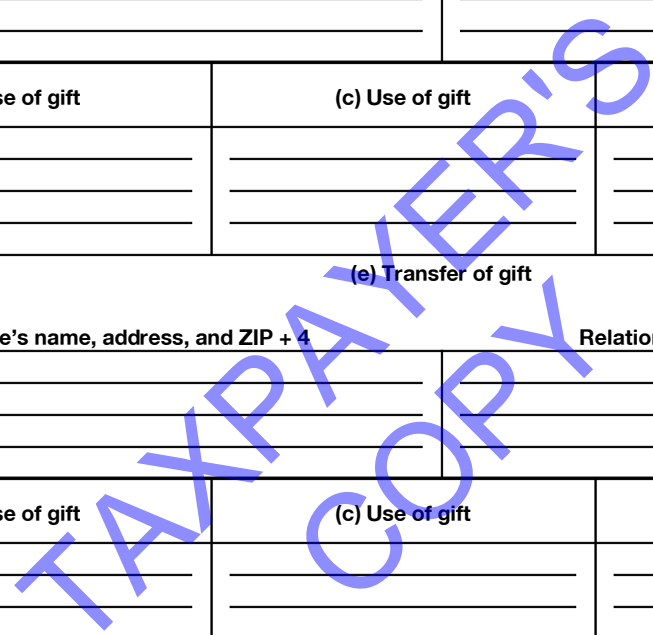 se of gift (c) Use of gift
(e) Transfer of gift
e’s name, address, and ZIP + 4 Relatio
se of gift (c) Use of gift
TAXPAYER'S
COPY